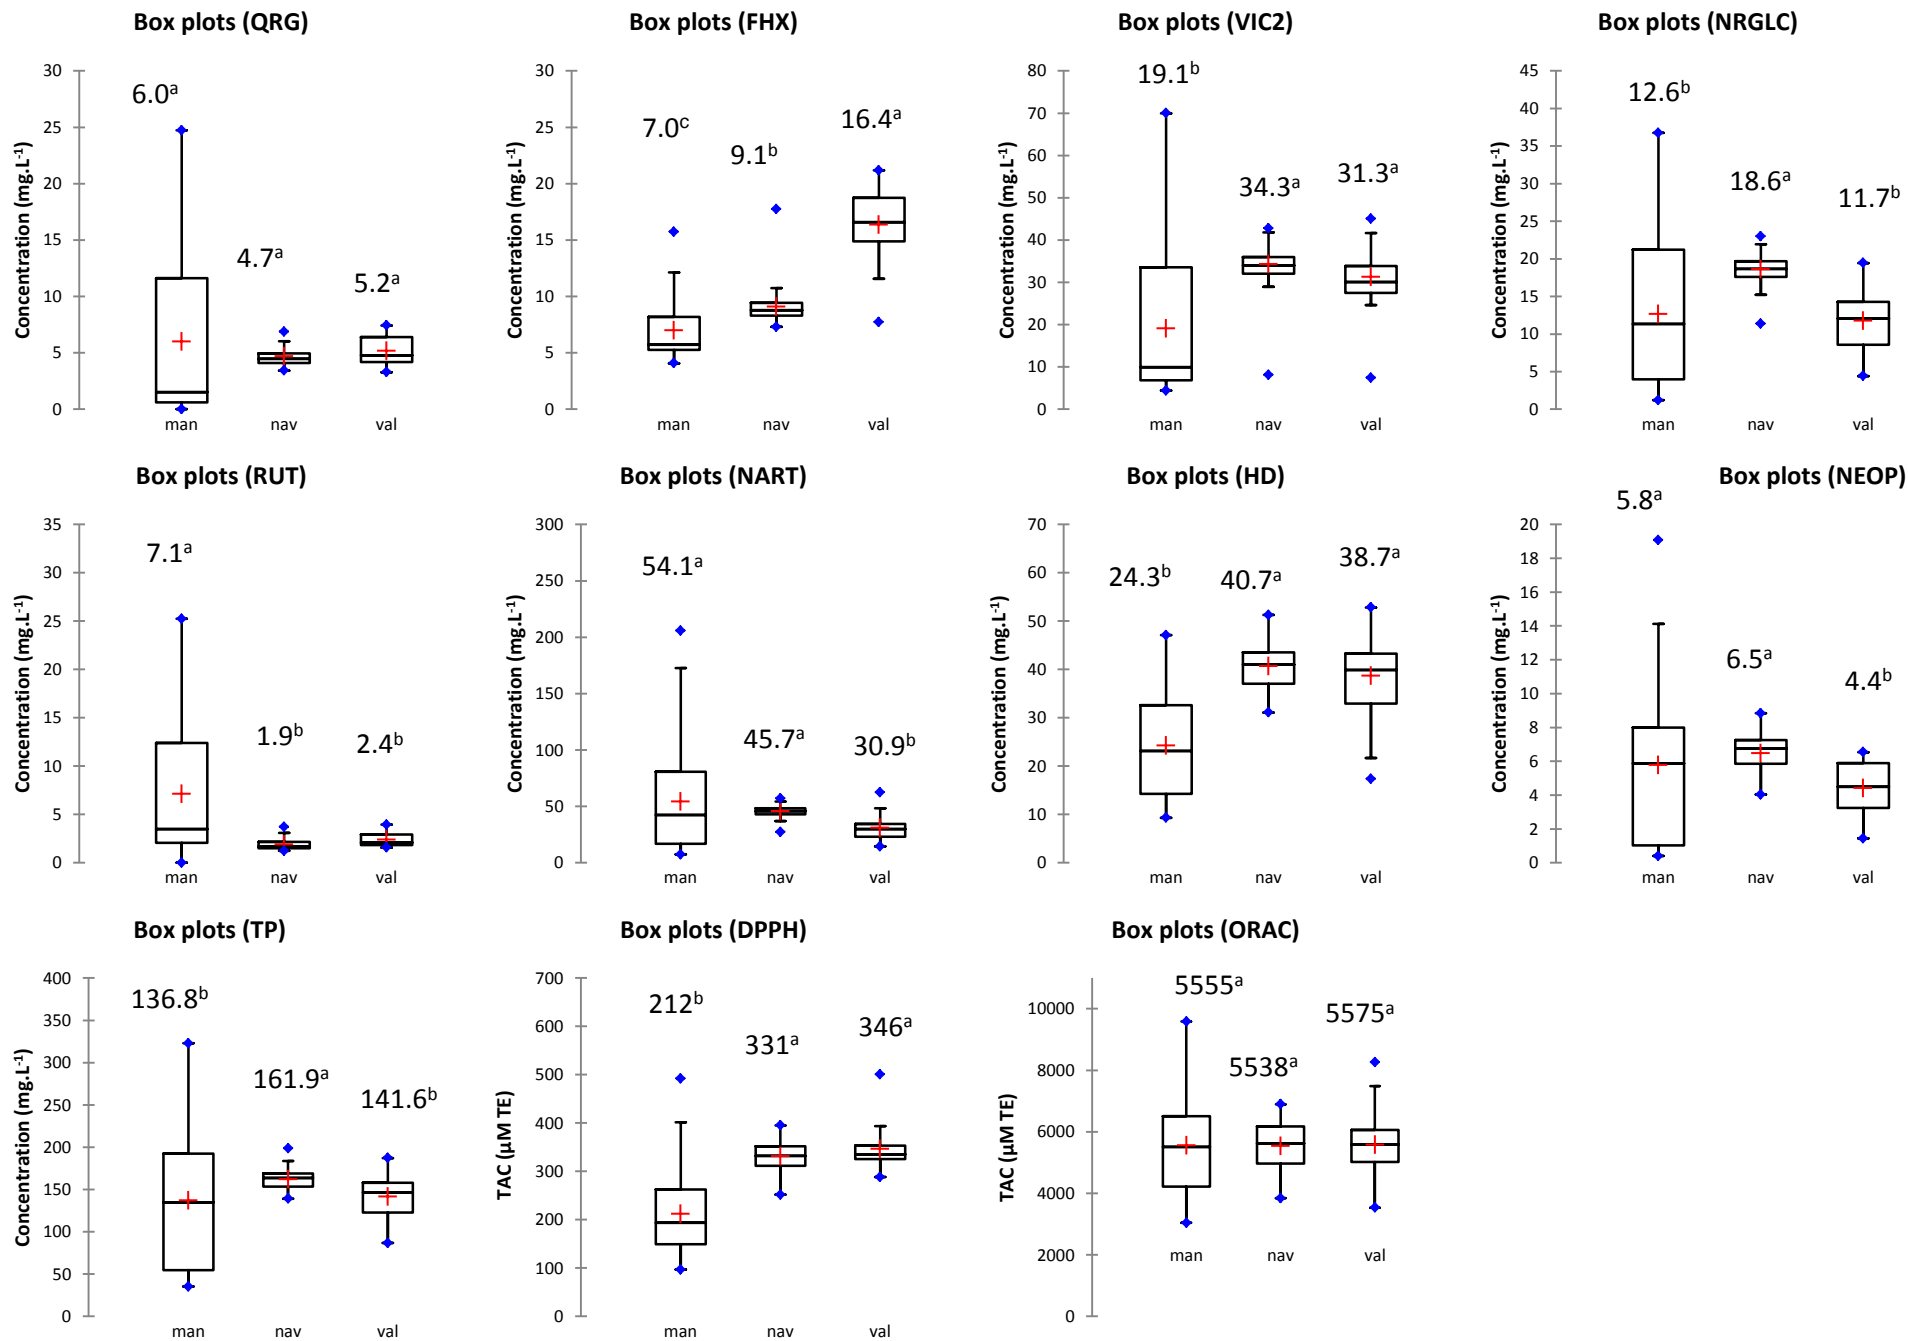 Box plots (QRG)
Concentration (mg.L⁻¹)
30
25
20
15
10
5
0
6.0ᵃ
4.7ᵃ
5.2ᵃ
man nav val
Box plots (FHX)
Concentration (mg.L⁻¹)
30
25
20
15
10
5
0
7.0ᶜ
9.1ᵇ
16.4ᵃ
man nav val
Box plots (VIC2)
Concentration (mg.L⁻¹)
80
70
60
50
40
30
20
10
0
19.1ᵇ
34.3ᵃ
31.3ᵃ
man nav val
Box plots (NRGLC)
Concentration (mg.L⁻¹)
45
40
35
30
25
20
15
10
5
0
12.6ᵇ
18.6ᵃ
11.7ᵇ
man nav val
Box plots (RUT)
Concentration (mg.L⁻¹)
35
30
25
20
15
10
5
0
7.1ᵃ
1.9ᵇ
2.4ᵇ
man nav val
Box plots (NART)
Concentration (mg.L⁻¹)
300
250
200
150
100
50
0
54.1ᵃ
45.7ᵃ
30.9ᵇ
man nav val
Box plots (HD)
Concentration (mg.L⁻¹)
70
60
50
40
30
20
10
0
24.3ᵇ
40.7ᵃ
38.7ᵃ
man nav val
Box plots (NEOP)
Concentration (mg.L⁻¹)
20
18
16
14
12
10
8
6
4
2
0
5.8ᵃ
6.5ᵃ
4.4ᵇ
man nav val
Box plots (TP)
Concentration (mg.L⁻¹)
400
350
300
250
200
150
100
50
0
136.8ᵇ
161.9ᵃ
141.6ᵇ
man nav val
Box plots (DPPH)
TAC (µM TE)
700
600
500
400
300
200
100
0
212ᵇ
331ᵃ
346ᵃ
man nav val
Box plots (ORAC)
TAC (µM TE)
10000
8000
6000
4000
2000
0
5555ᵃ
5538ᵃ
5575ᵃ
man nav val